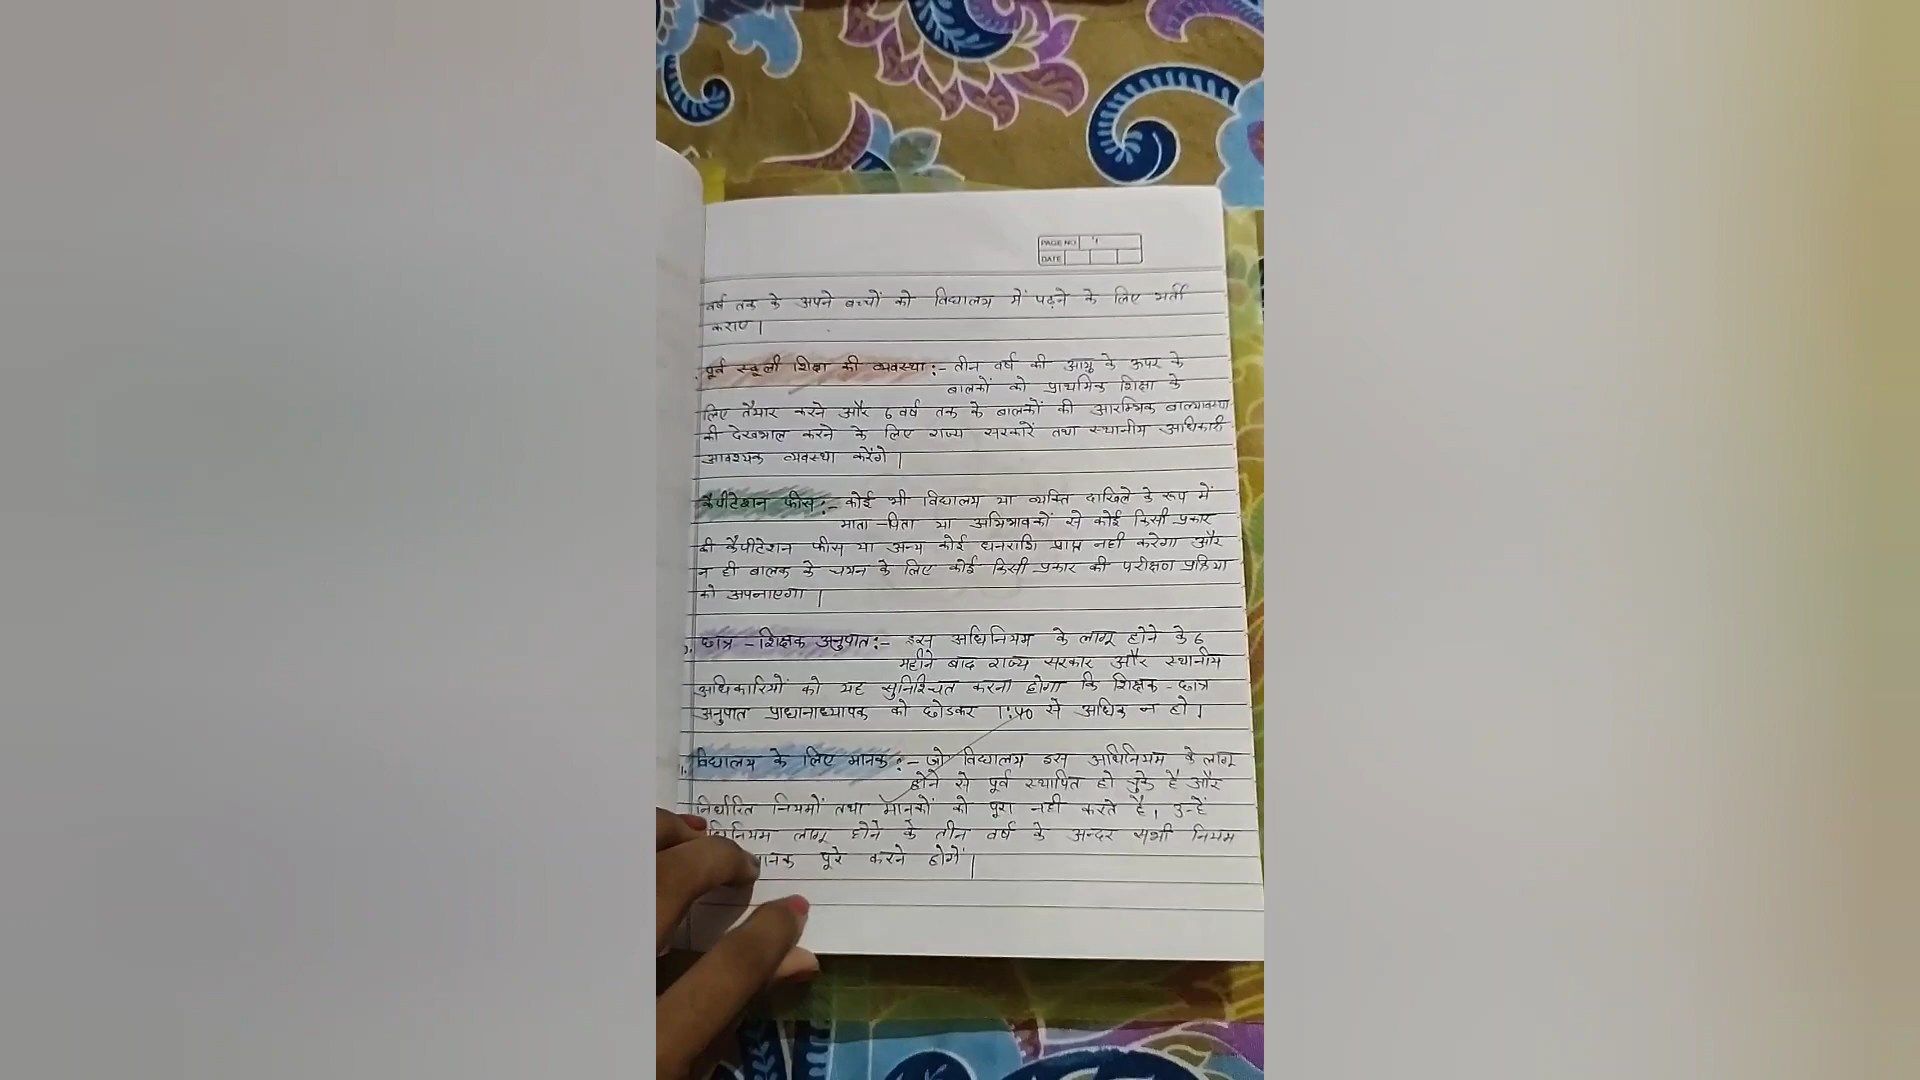 PAGE NO.
DATE
वर्ष तक के अपने बच्चों को विद्यालय में पढ़ने के लिए भर्ती
कराए।
पूर्व स्कूली शिक्षा की व्यवस्था:- तीन वर्ष की आयु के ऊपर के
बालकों को प्राथमिक शिक्षा के
लिए तैयार करने और 6 वर्ष तक के बालकों की आरम्भिक बाल्यावस्था
की देखभाल करने के लिए राज्य सरकारें तथा स्थानीय अधिकारी
आवश्यक व्यवस्था करेंगे।
कैपीटेशन फीस:- कोई भी विद्यालय या व्यक्ति दाखिले के रूप में
माता-पिता या अभिभावकों से कोई किसी प्रकार
की कैपीटेशन फीस या अन्य कोई धनराशि प्राप्त नही करेगा और
न ही बालक के चयन के लिए कोई किसी प्रकार की परीक्षण प्रक्रिया
को अपनाएगा।
छात्र - शिक्षक अनुपात:- इस अधिनियम के लागू होने के 6
महीने बाद राज्य सरकार और स्थानीय
अधिकारियों को यह सुनिश्चित करना होगा कि शिक्षक - छात्र
अनुपात प्राधानाध्यापक को छोडकर 1:40 से अधिक न हो।
विद्यालय के लिए मानक:- जो विद्यालय इस अधिनियम के लागू
होने से पूर्व स्थापित हो चुके है और
निर्धारित नियमों तथा मानकों को पूरा नही करते है, उन्हें
लागू होने के तीन वर्ष के अन्दर सभी नियम
पूरे करने होगें।